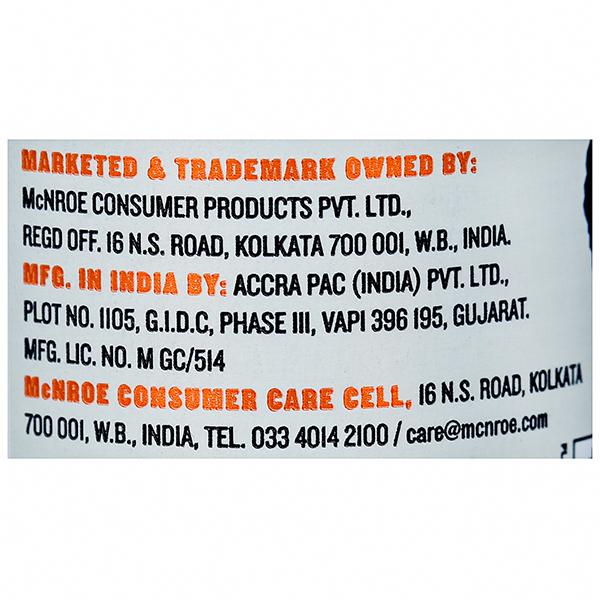 MARKETED & TRADEMARK OWNED BY:
McNROE CONSUMER PRODUCTS PVT. LTD.,
REGD OFF. 16 N.S. ROAD, KOLKATA 700 001, W.B., INDIA.
MFG. IN INDIA BY: ACCRA PAC (INDIA) PVT. LTD.,
PLOT NO. 1105, G.I.D.C, PHASE III, VAPI 396 195, GUJARAT.
MFG. LIC. NO. M GC/514
McNROE CONSUMER CARE CELL, 16 N.S. ROAD, KOLKATA
700 001, W.B., INDIA, TEL. 033 4014 2100 / care@mcnroe.com